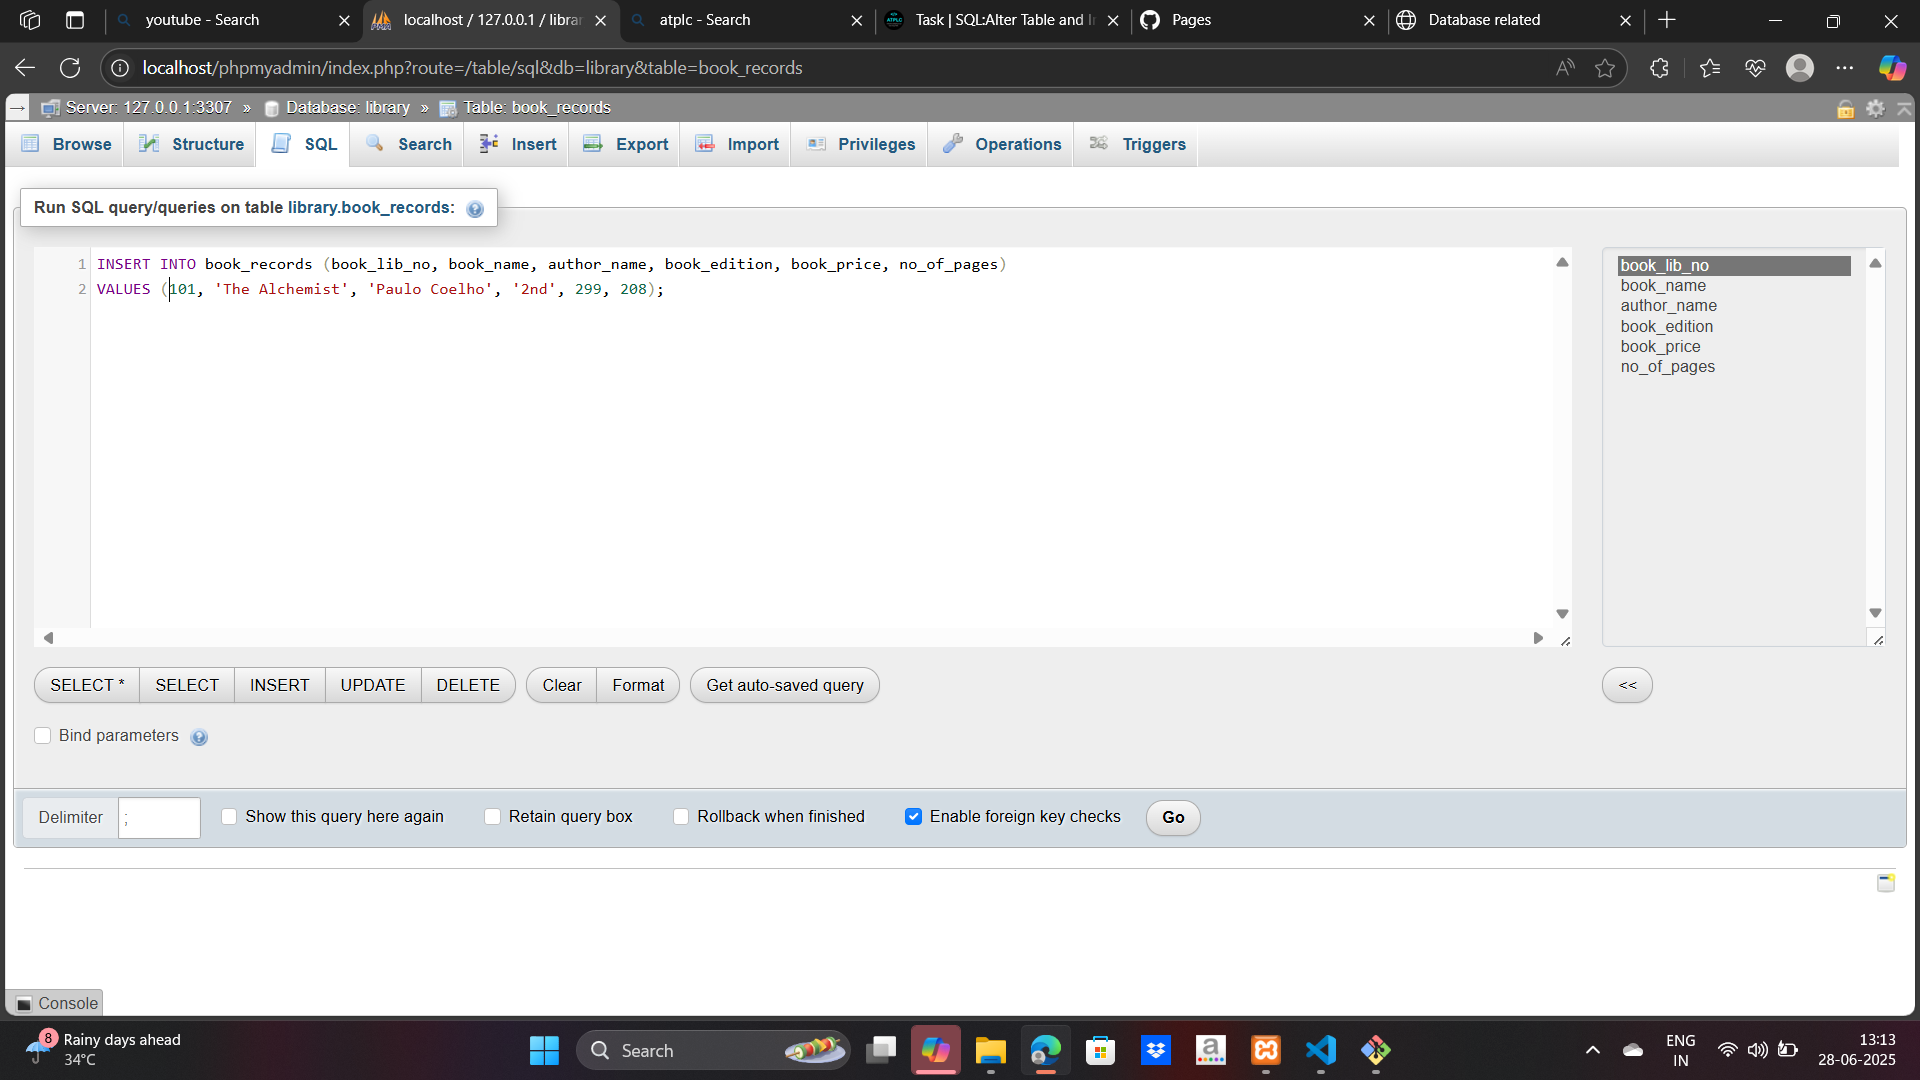 youtube - Search
localhost / 127.0.0.1 / librar
atplc - Search
Task | SQL:Alter Table and I
Pages
Database related
localhost/phpmyadmin/index.php?route=/table/sql&db=library&table=book_records
Server: 127.0.0.1:3307 » Database: library » Table: book_records
Browse Structure SQL Search Insert Export Import Privileges Operations Triggers
Run SQL query/queries on table library.book_records:
1 INSERT INTO book_records (book_lib_no, book_name, author_name, book_edition, book_price, no_of_pages)
2 VALUES (101, 'The Alchemist', 'Paulo Coelho', '2nd', 299, 208);
book_lib_no
book_name
author_name
book_edition
book_price
no_of_pages
SELECT * SELECT INSERT UPDATE DELETE Clear Format Get auto-saved query <<
Bind parameters
Delimiter ; Show this query here again Retain query box Rollback when finished Enable foreign key checks Go
Console
8 Rainy days ahead
34°C
Search
ENG
IN
13:13
28-06-2025